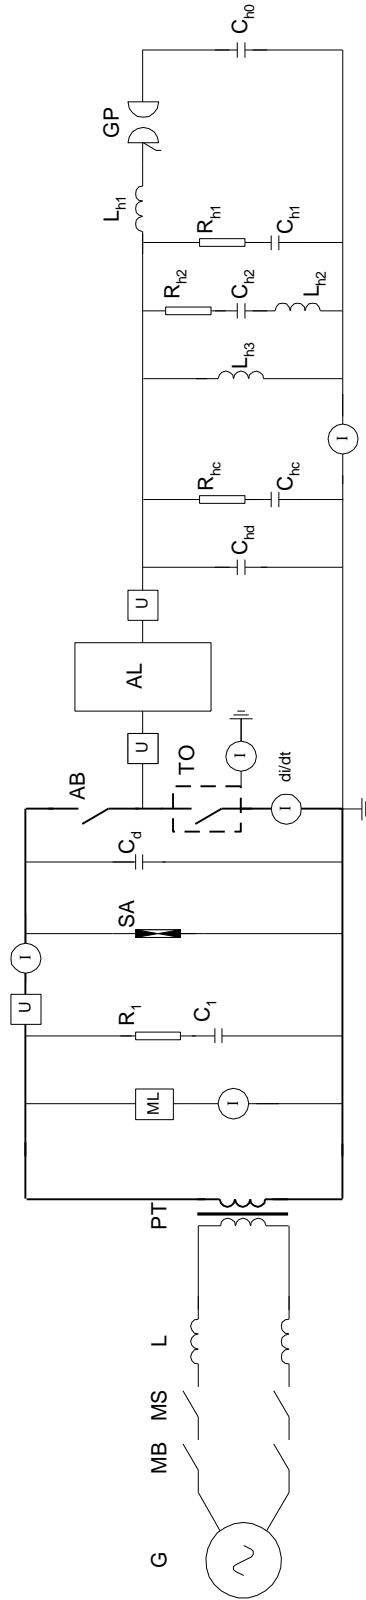 G
MB
MS
L
PT
ML
I
R1
C1
U
I
SA
Cd
AB
TO
I
di/dt
I
U
AL
U
Chd
Rhc
Chc
I
Lh3
Rh2
Ch2
Lh2
Rh1
Ch1
Lh1
GP
Ch0